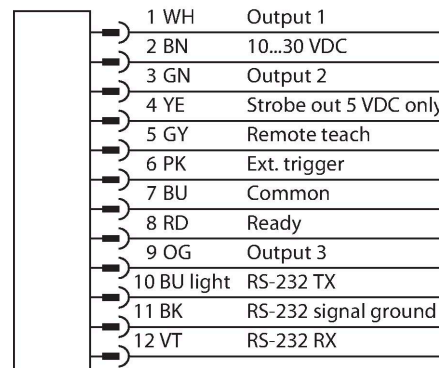 1 WH Output 1
2 BN 10...30 VDC
3 GN Output 2
4 YE Strobe out 5 VDC only
5 GY Remote teach
6 PK Ext. trigger
7 BU Common
8 RD Ready
9 OG Output 3
10 BU light RS-232 TX
11 BK RS-232 signal ground
12 VT RS-232 RX